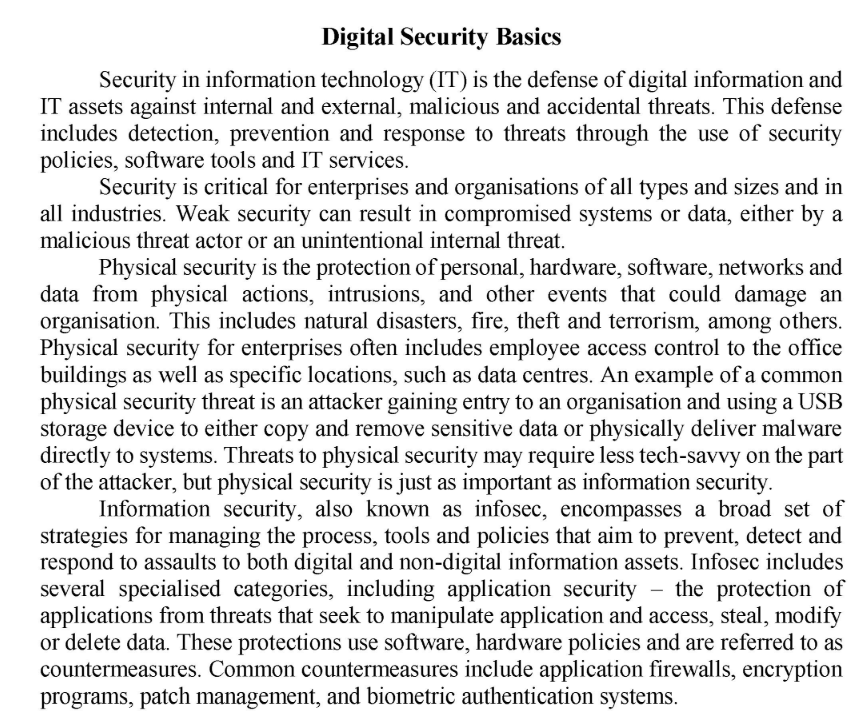 Digital Security Basics
Security in information technology (IT) is the defense of digital information and
IT assets against internal and external, malicious and accidental threats. This defense
includes detection, prevention and response to threats through the use of security
policies, software tools and IT services.
Security is critical for enterprises and organisations of all types and sizes and in
all industries. Weak security can result in compromised systems or data, either by a
malicious threat actor or an unintentional internal threat.
Physical security is the protection of personal, hardware, software, networks and
data from physical actions, intrusions, and other events that could damage an
organisation. This includes natural disasters, fire, theft and terrorism, among others.
Physical security for enterprises often includes employee access control to the office
buildings as well as specific locations, such as data centres. An example of a common
physical security threat is an attacker gaining entry to an organisation and using a USB
storage device to either copy and remove sensitive data or physically deliver malware
directly to systems. Threats to physical security may require less tech-savvy on the part
of the attacker, but physical security is just as important as information security.
Information security, also known as infosec, encompasses a broad set of
strategies for managing the process, tools and policies that aim to prevent, detect and
respond to assaults to both digital and non-digital information assets. Infosec includes
several specialised categories, including application security – the protection of
applications from threats that seek to manipulate application and access, steal, modify
or delete data. These protections use software, hardware policies and are referred to as
countermeasures. Common countermeasures include application firewalls, encryption
programs, patch management, and biometric authentication systems.